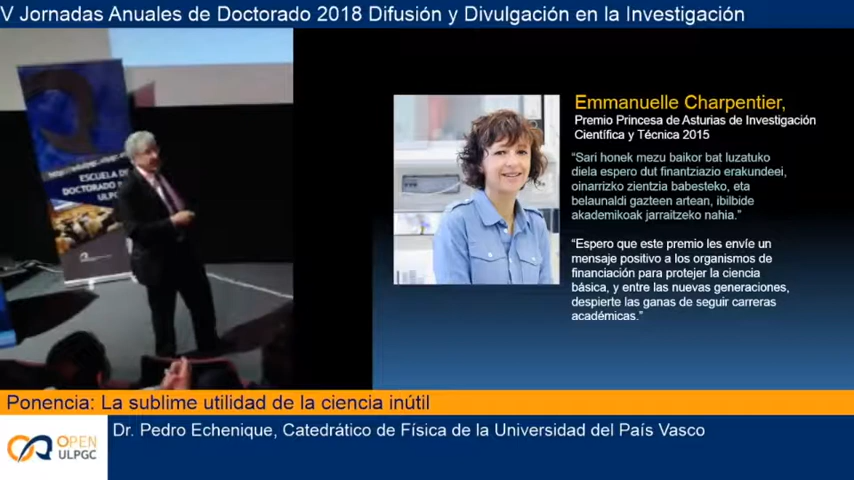 V Jornadas Anuales de Doctorado 2018 Difusión y Divulgación en la Investigación
ESCUELA DE
DOCTORADO
ULPGC
Emmanuelle Charpentier,
Premio Princesa de Asturias de Investigación
Científica y Técnica 2015
“Sari honek mezu baikor bat luzatuko
diela espero dut finantziazio erakundeei,
oinarrizko zientzia babesteko, eta
belaunaldi gazteen artean, ibilbide
akademikoak jarraitzeko nahia.”
“Espero que este premio les envíe un
mensaje positivo a los organismos de
financiación para protejer la ciencia
básica, y entre las nuevas generaciones,
despierte las ganas de seguir carreras
académicas.”
Ponencia: La sublime utilidad de la ciencia inútil
Dr. Pedro Echenique, Catedrático de Física de la Universidad del País Vasco
OPEN
ULPGC